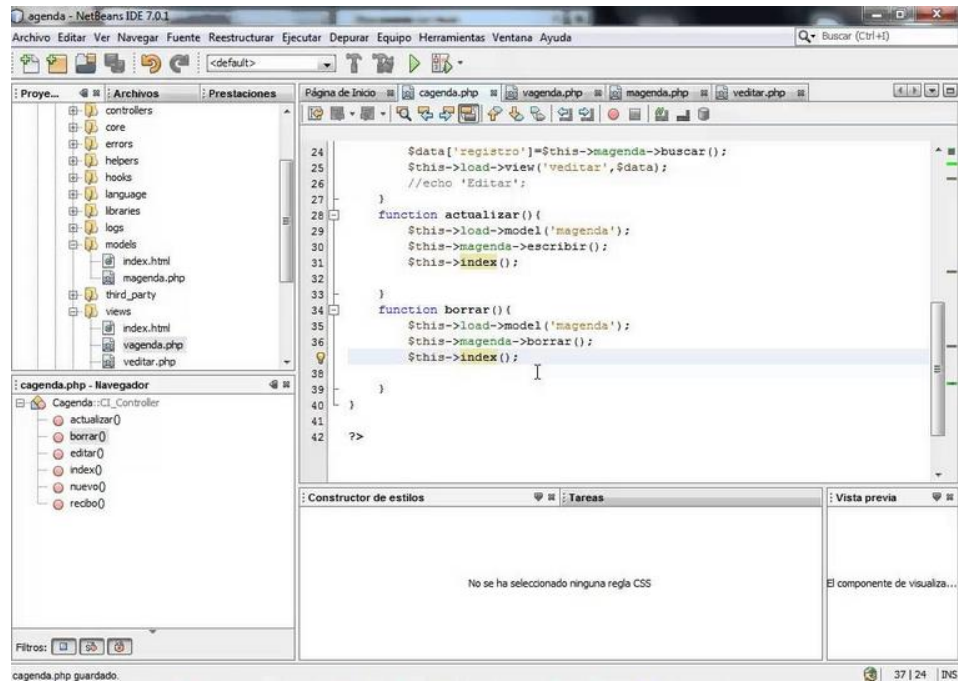 agenda - NetBeans IDE 7.0.1
Archivo Editar Ver Navegar Fuente Reestructurar Ejecutar Depurar Equipo Herramientas Ventana Ayuda
Buscar (Ctrl+I)
<default>
Proye... Archivos Prestaciones
Página de Inicio cagenda.php vagenda.php magenda.php veditar.php
controllers
core
errors
helpers
hooks
language
libraries
logs
models
index.html
magenda.php
third_party
views
index.html
vagenda.php
veditar.php
24 $data['registro']=$this->magenda->buscar();
25 $this->load->view('veditar',$data);
26 //echo 'Editar';
27 }
28 function actualizar(){
29 $this->load->model('magenda');
30 $this->magenda->escribir();
31 $this->index();
32
33 }
34 function borrar(){
35 $this->load->model('magenda');
36 $this->magenda->borrar();
$this->index();
38
39 }
40 }
41
42 ?>
cagenda.php - Navegador
Cagenda::CI_Controller
actualizar()
borrar()
editar()
index()
nuevo()
recibo()
Filtros:
Constructor de estilos Tareas
No se ha seleccionado ninguna regla CSS
Vista previa
El componente de visualiza...
cagenda.php guardado.
37 | 24 INS